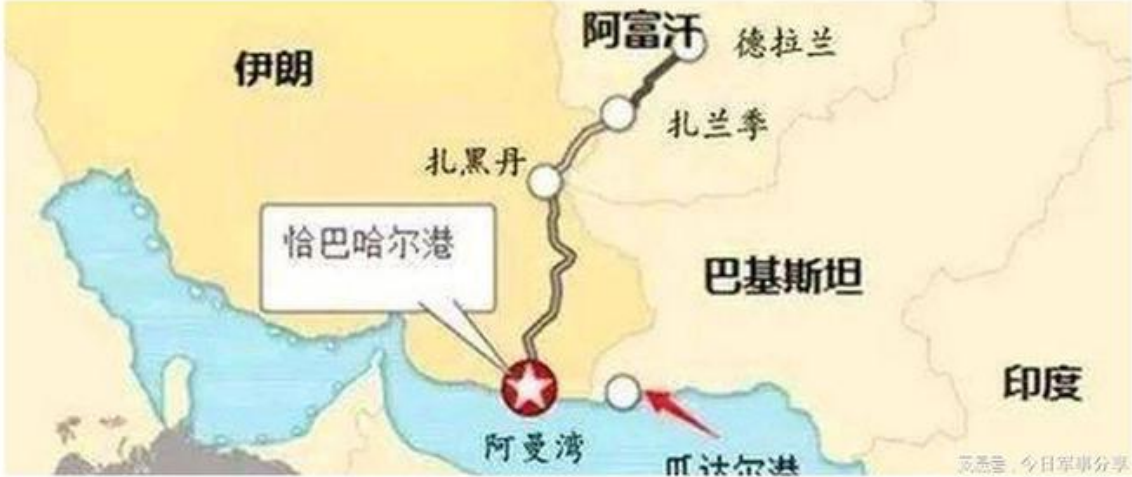 阿富汗
德拉兰
伊朗
扎兰季
扎黑丹
恰巴哈尔港
巴基斯坦
印度
阿曼湾
瓜达尔港
今日军事分享